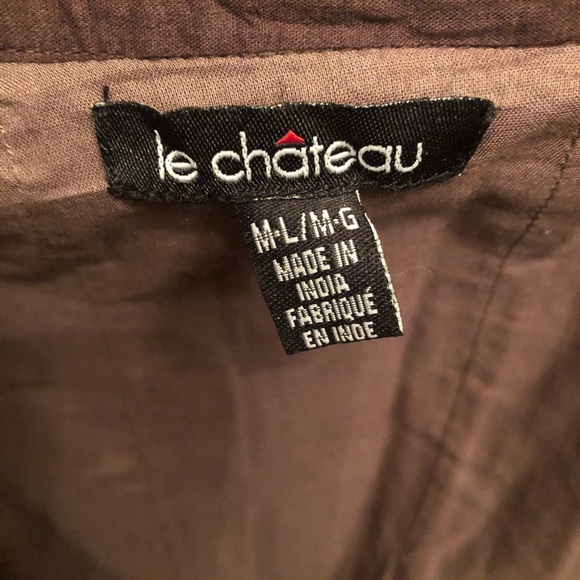 le château
M-L/M-G
MADE IN
INDIA
FABRIQUÉ
EN INDE